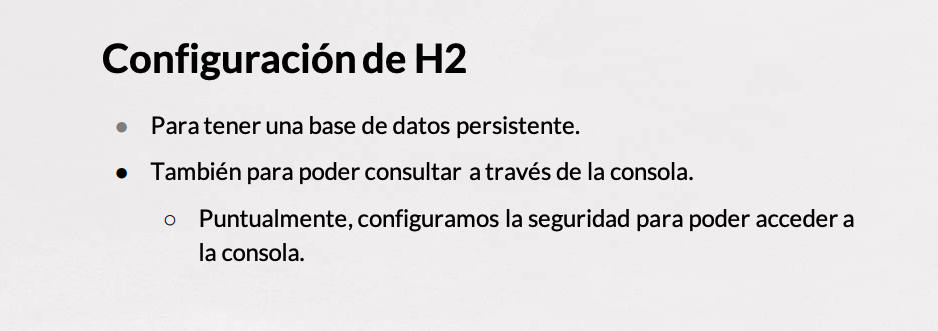 Configuración de H2
● Para tener una base de datos persistente.
● También para poder consultar a través de la consola.
○ Puntualmente, configuramos la seguridad para poder acceder a
la consola.